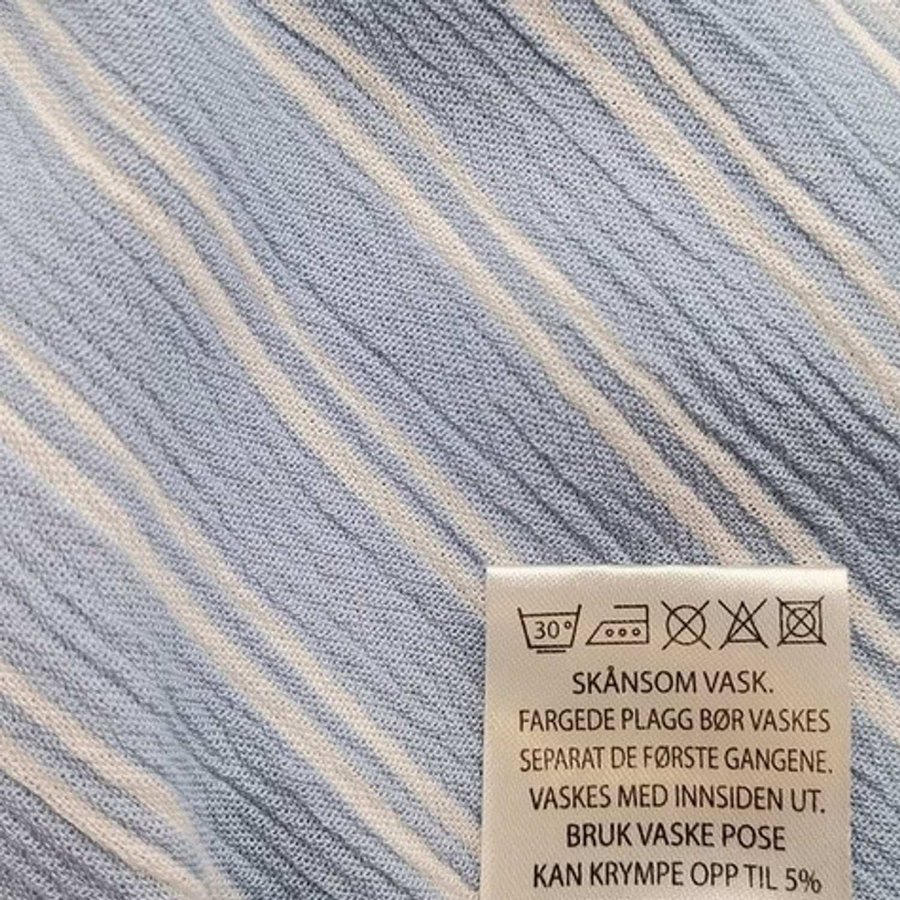 30°
SKÅNSOM VASK.
FARGEDE PLAGG BØR VASKES
SEPARAT DE FØRSTE GANGENE.
VASKES MED INNSIDEN UT.
BRUK VASKE POSE
KAN KRYMPE OPP TIL 5%